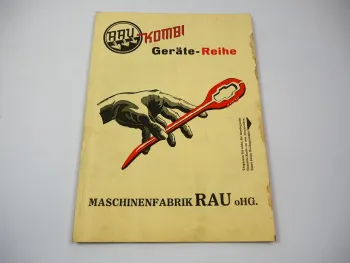 RAU KOMBI
Geräte-Reihe
MASCHINENFABRIK RAU oHG.